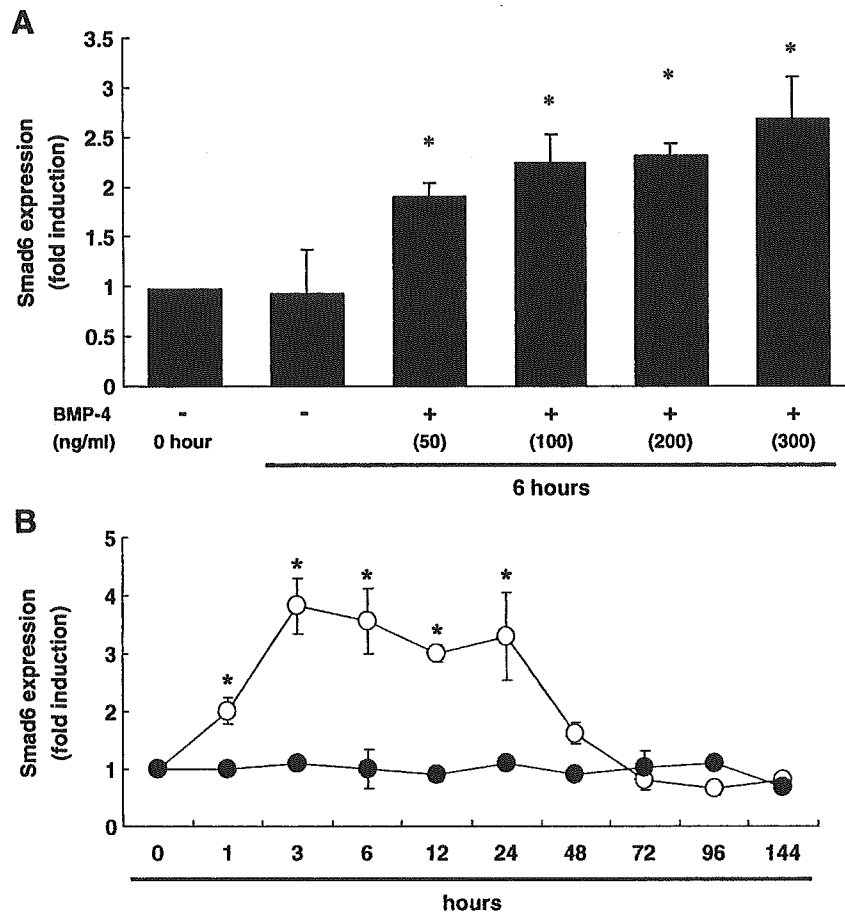 A
3.5
3
2.5
2
1.5
1
0.5
0
Smad6 expression
(fold induction)
* * * *
BMP-4 - - + + + +
(ng/ml) 0 hour (50) (100) (200) (300)
6 hours
B
5
4
3
2
1
0
Smad6 expression
(fold induction)
* * * * *
0 1 3 6 12 24 48 72 96 144
hours